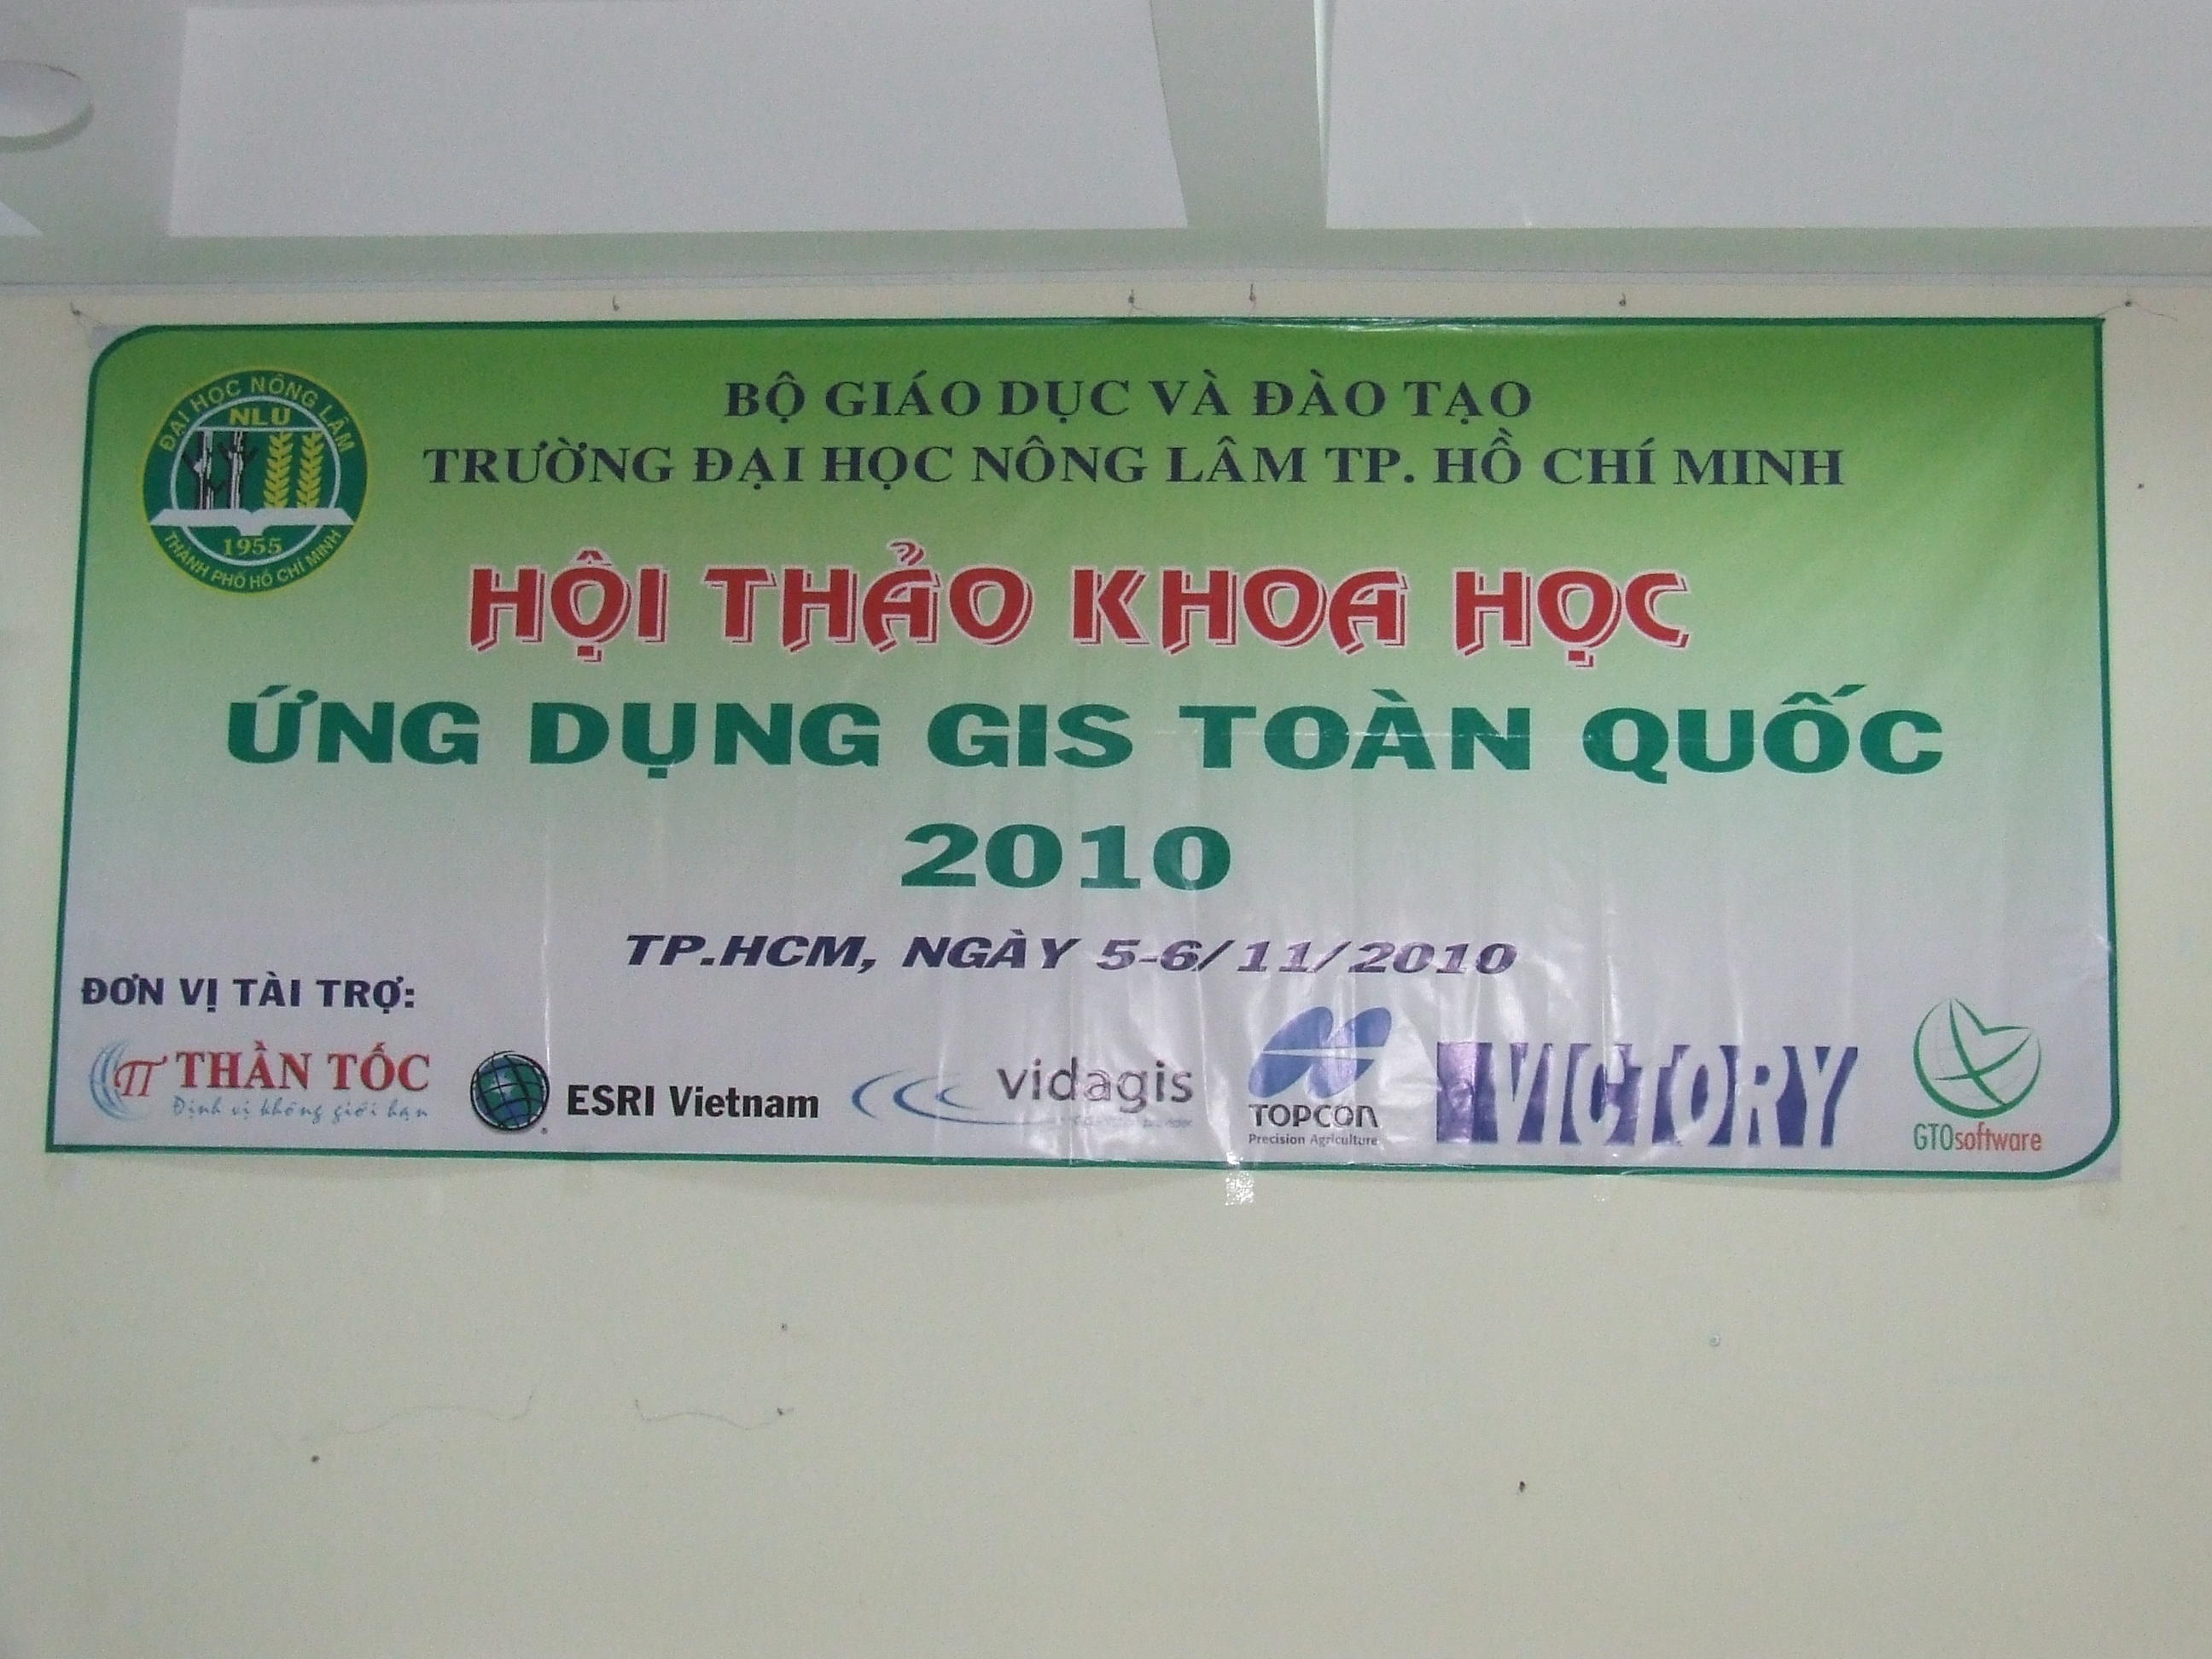 ĐẠI HỌC NÔNG LÂM
NLU
1955
THÀNH PHỐ HỒ CHÍ MINH
BỘ GIÁO DỤC VÀ ĐÀO TẠO
TRƯỜNG ĐẠI HỌC NÔNG LÂM TP. HỒ CHÍ MINH
HỘI THẢO KHOA HỌC
ỨNG DỤNG GIS TOÀN QUỐC
2010
TP.HCM, NGÀY 5-6/11/2010
ĐƠN VỊ TÀI TRỢ:
TT THẦN TỐC
Định vị không giới hạn
ESRI Vietnam
vidagis
TOPCON
Precision Agriculture
VICTORY
GTOsoftware